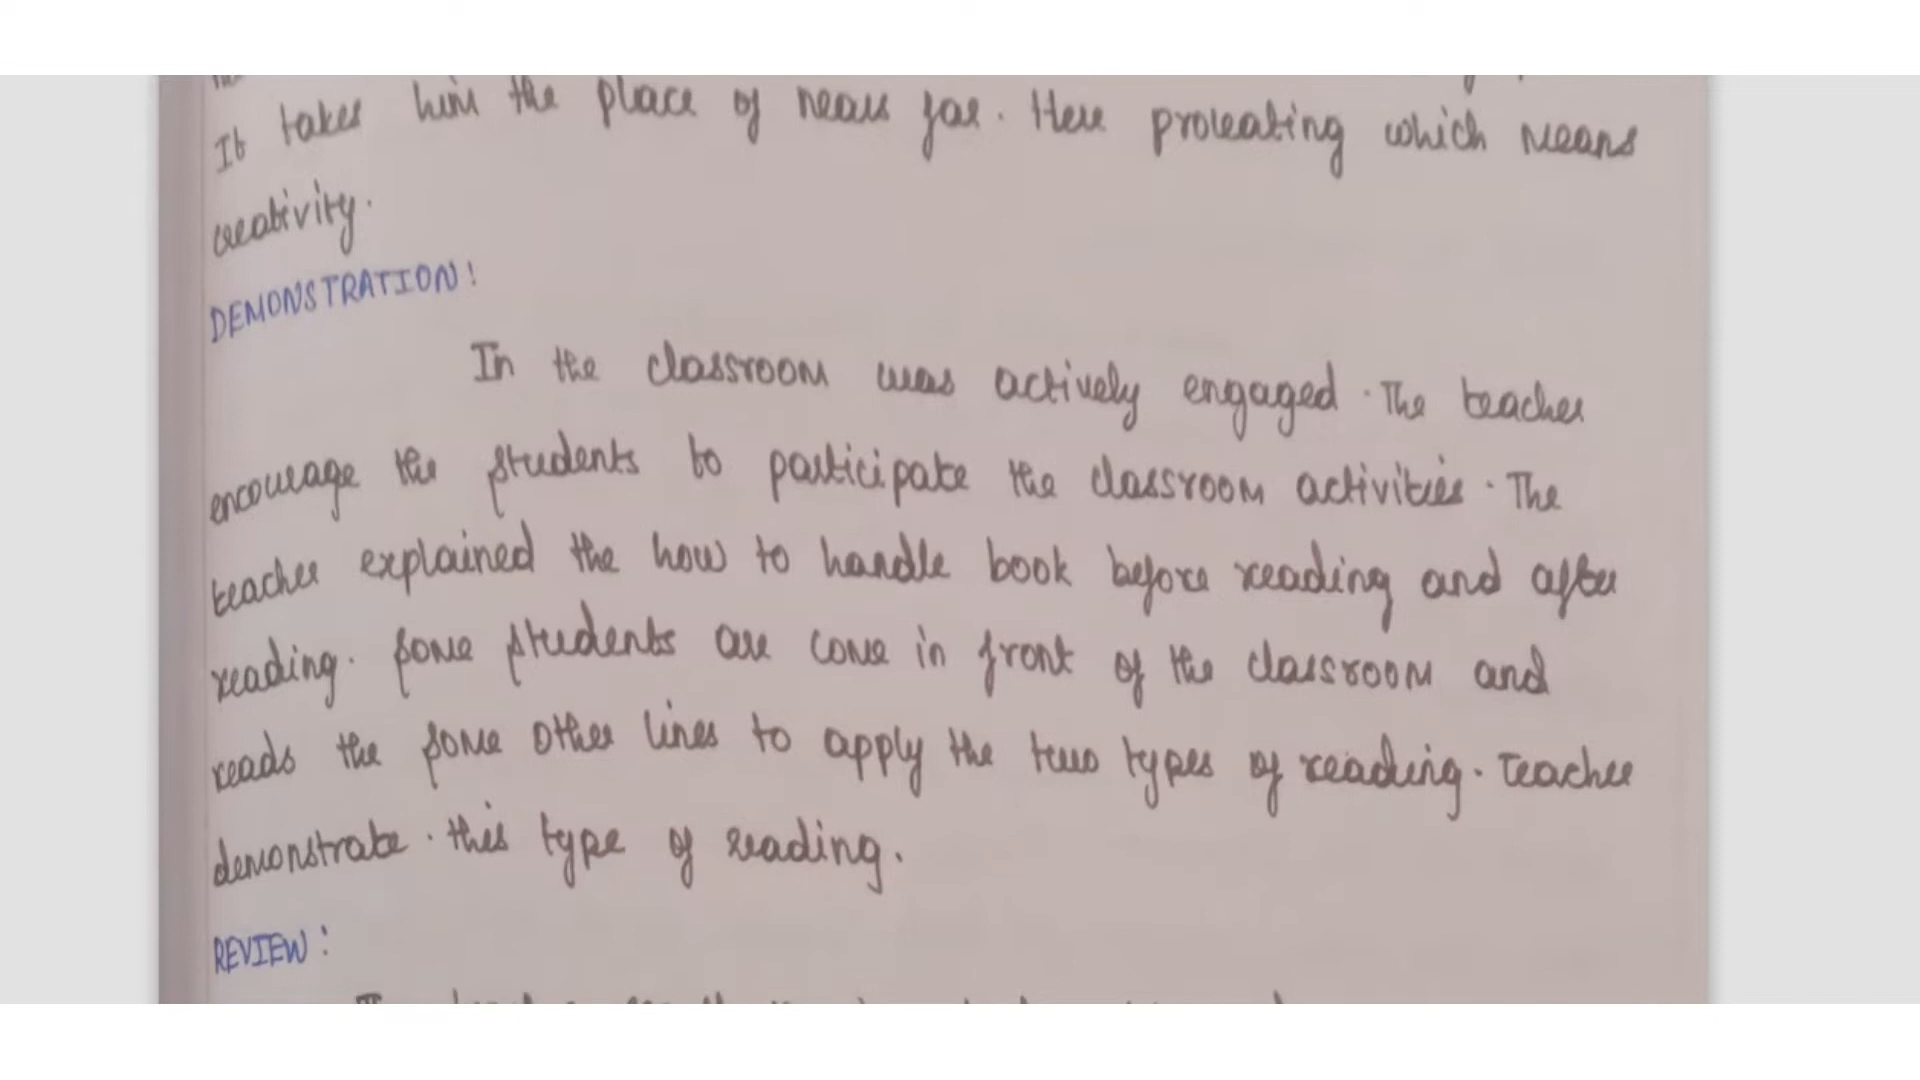 It takes him the place of near far. Here proveating which means
creativity.
DEMONSTRATION:
In the classroom was actively engaged. The teacher
encourage the students to participate the classroom activities. The
teacher explained the how to handle book before reading and after
reading. Some students are come in front of the classroom and
reads the some other lines to apply the two types of reading. Teacher
demonstrate. this type of reading.
REVIEW: